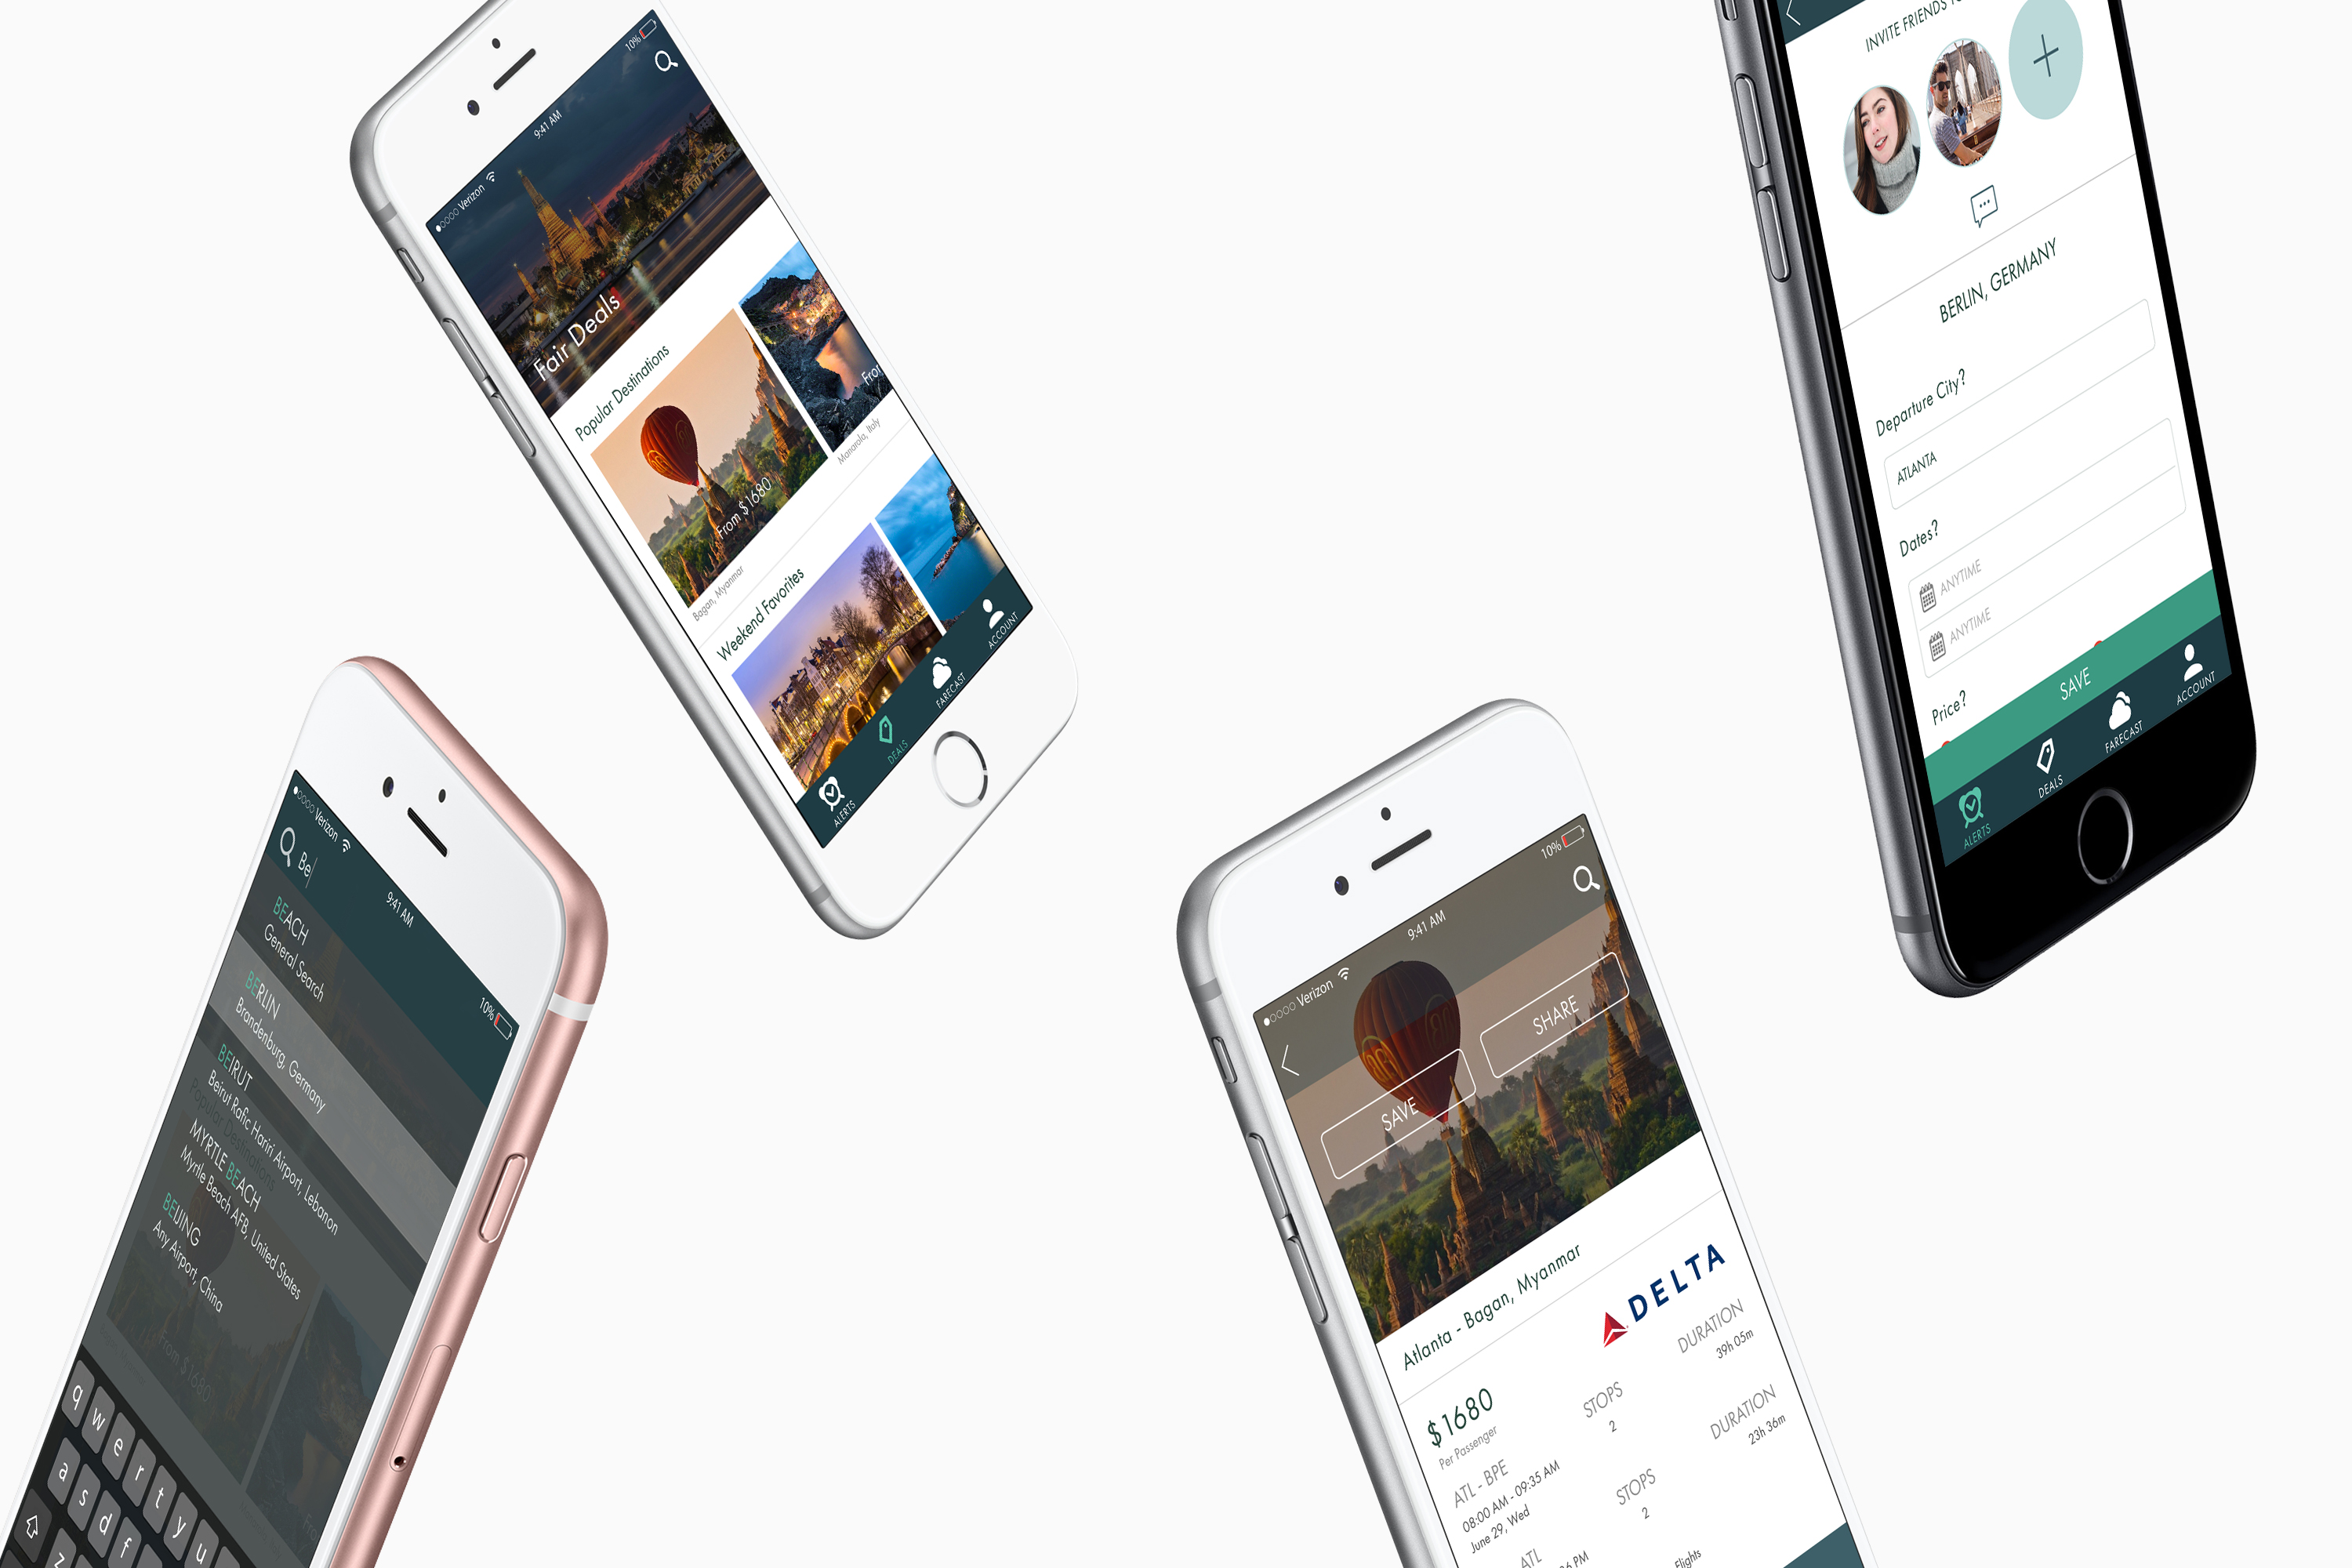 Verizon
9:41 AM
10%
Fair Deals
Popular Destinations
From $1680
Bagan, Myanmar
Manarola, Italy
Weekend Favorites
ALERTS
DEALS
FARECAST
ACCOUNT
INVITE FRIENDS
BERLIN, GERMANY
Departure City?
ATLANTA
Dates?
ANYTIME
ANYTIME
Price?
SAVE
ALERTS
DEALS
FARECAST
ACCOUNT
Verizon
9:41 AM
10%
Be
BEACH
General Search
BERLIN
Brandenburg, Germany
BEIRUT
Beirut Rafic Hariri Airport, Lebanon
Popular Destinations
MYRTLE BEACH
Myrtle Beach AFB, United States
BEIJING
Any Airport, China
From $1680
q w e r t y u
a s d f
z
Verizon
9:41 AM
10%
SAVE
SHARE
Atlanta - Bagan, Myanmar
DELTA
$1680
Per Passenger
STOPS
2
DURATION
39h 05m
ATL - BPE
08:00 AM - 09:35 AM
June 29, Wed
STOPS
2
DURATION
23h 36m
ATL
PM
Flights